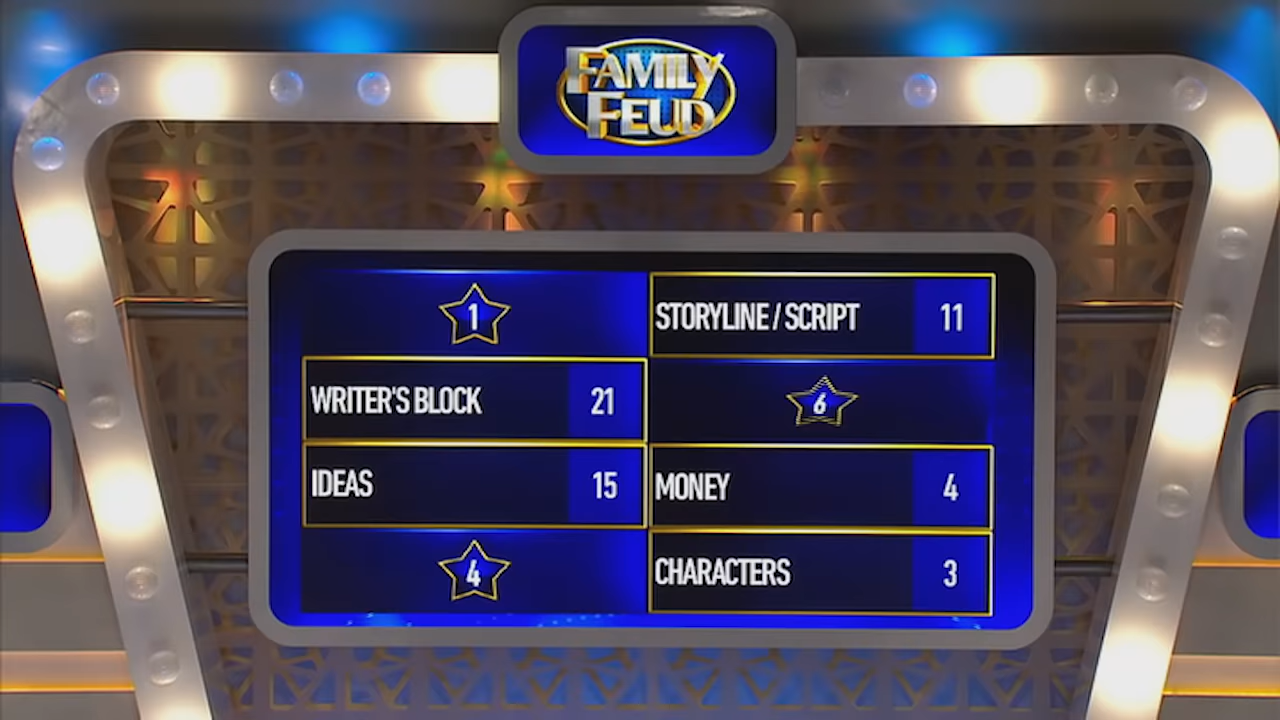 FAMILY
FEUD
1
WRITER'S BLOCK 21
IDEAS 15
4
STORYLINE / SCRIPT 11
6
MONEY 4
CHARACTERS 3